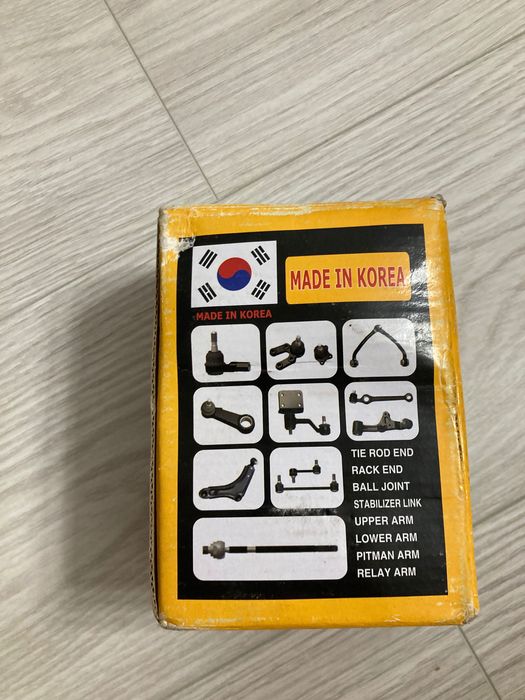 MADE IN KOREA
MADE IN KOREA
TIE ROD END
RACK END
BALL JOINT
STABILIZER LINK
UPPER ARM
LOWER ARM
PITMAN ARM
RELAY ARM